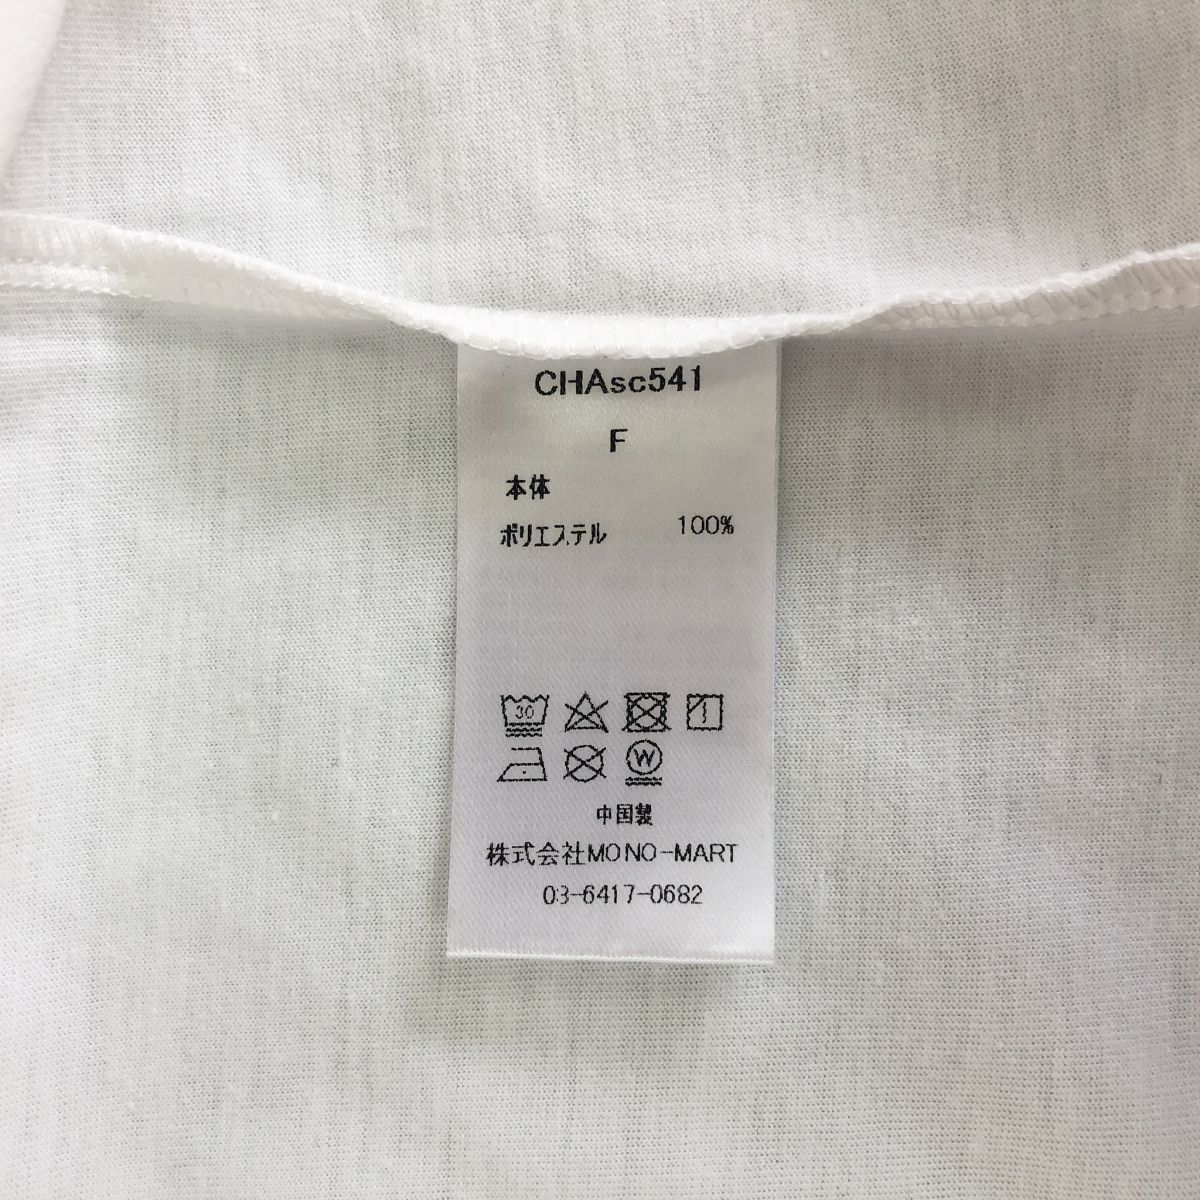 CHAsc541
F
本体
ポリエステル 100%
30
W
中国製
株式会社MONO-MART
03-6417-0682